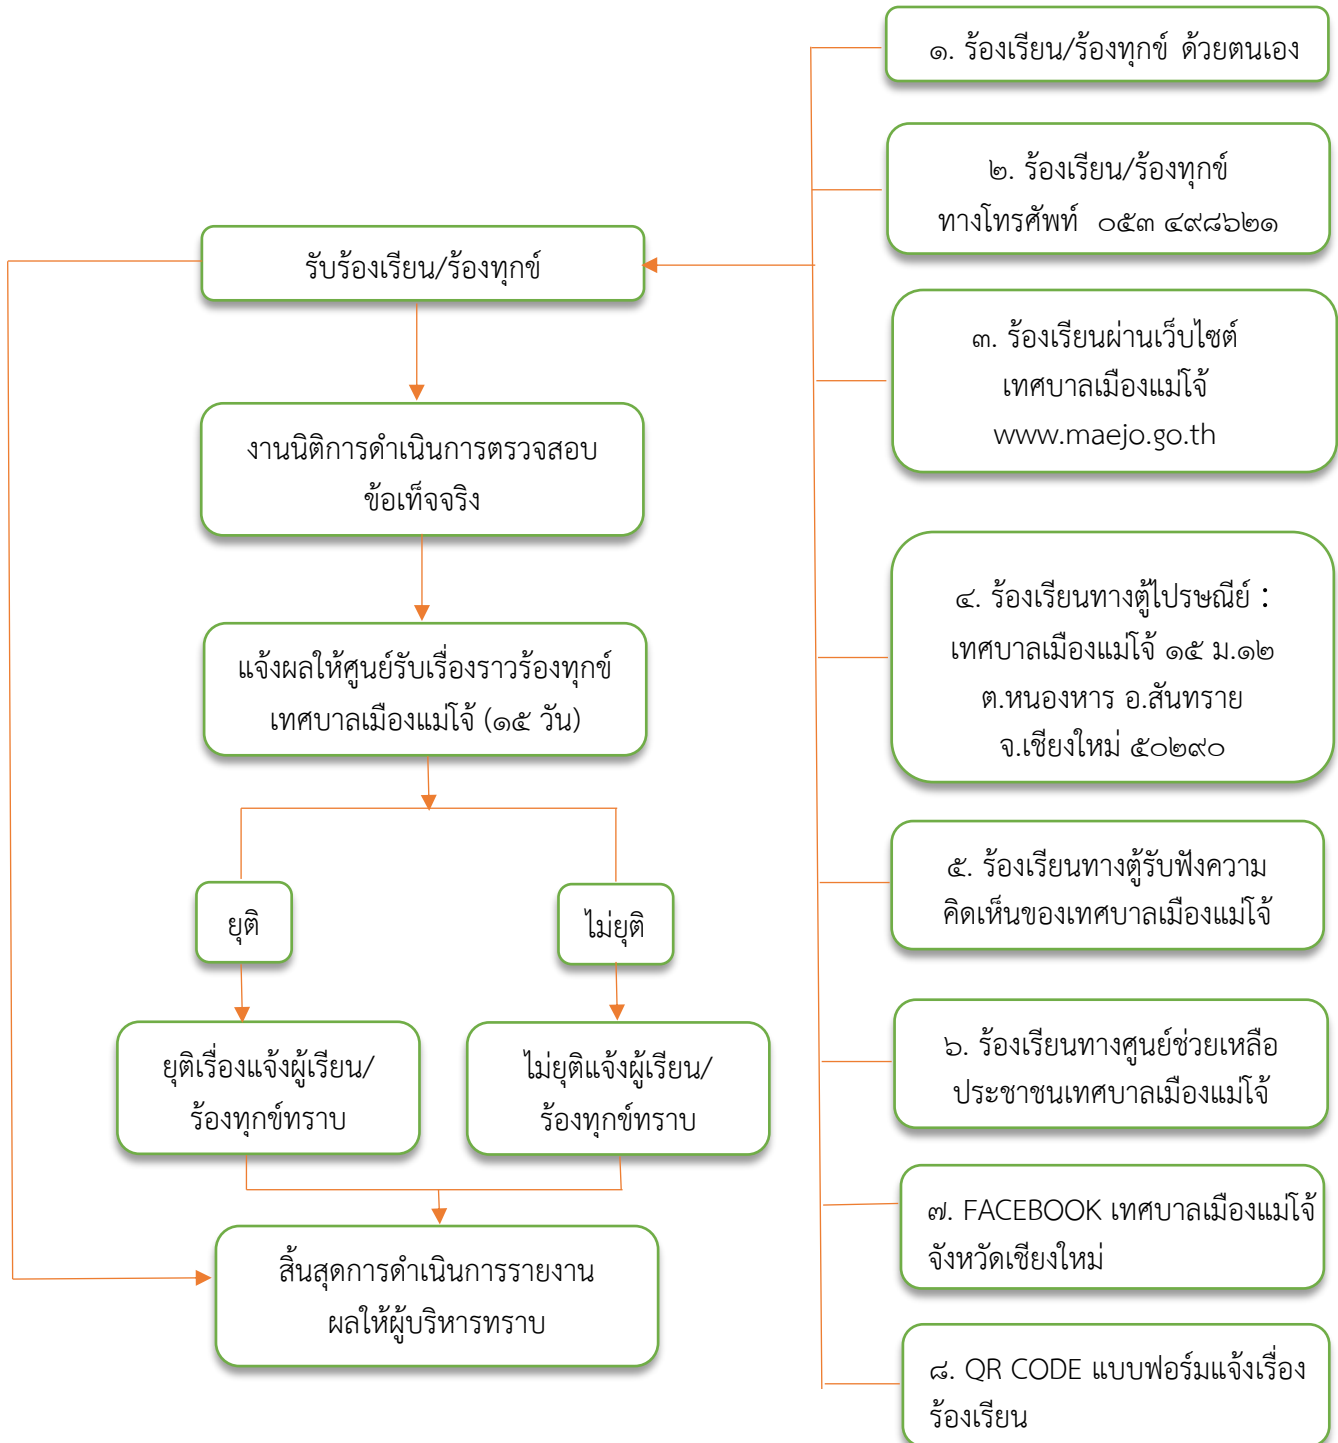 ๑. ร้องเรียน/ร้องทุกข์ ด้วยตนเอง
๒. ร้องเรียน/ร้องทุกข์
ทางโทรศัพท์ ๐๕๓ ๔๙๘๖๒๑
๓. ร้องเรียนผ่านเว็บไซต์
เทศบาลเมืองแม่โจ้
www.maejo.go.th
๔. ร้องเรียนทางตู้ไปรษณีย์ :
เทศบาลเมืองแม่โจ้ ๑๕ ม.๑๒
ต.หนองหาร อ.สันทราย
จ.เชียงใหม่ ๕๐๒๙๐
๕. ร้องเรียนทางตู้รับฟังความ
คิดเห็นของเทศบาลเมืองแม่โจ้
๖. ร้องเรียนทางศูนย์ช่วยเหลือ
ประชาชนเทศบาลเมืองแม่โจ้
๗. FACEBOOK เทศบาลเมืองแม่โจ้
จังหวัดเชียงใหม่
๘. QR CODE แบบฟอร์มแจ้งเรื่อง
ร้องเรียน
รับร้องเรียน/ร้องทุกข์
งานนิติการดำเนินการตรวจสอบ
ข้อเท็จจริง
แจ้งผลให้ศูนย์รับเรื่องราวร้องทุกข์
เทศบาลเมืองแม่โจ้ (๑๕ วัน)
ยุติ
ไม่ยุติ
ยุติเรื่องแจ้งผู้เรียน/
ร้องทุกข์ทราบ
ไม่ยุติแจ้งผู้เรียน/
ร้องทุกข์ทราบ
สิ้นสุดการดำเนินการรายงาน
ผลให้ผู้บริหารทราบ